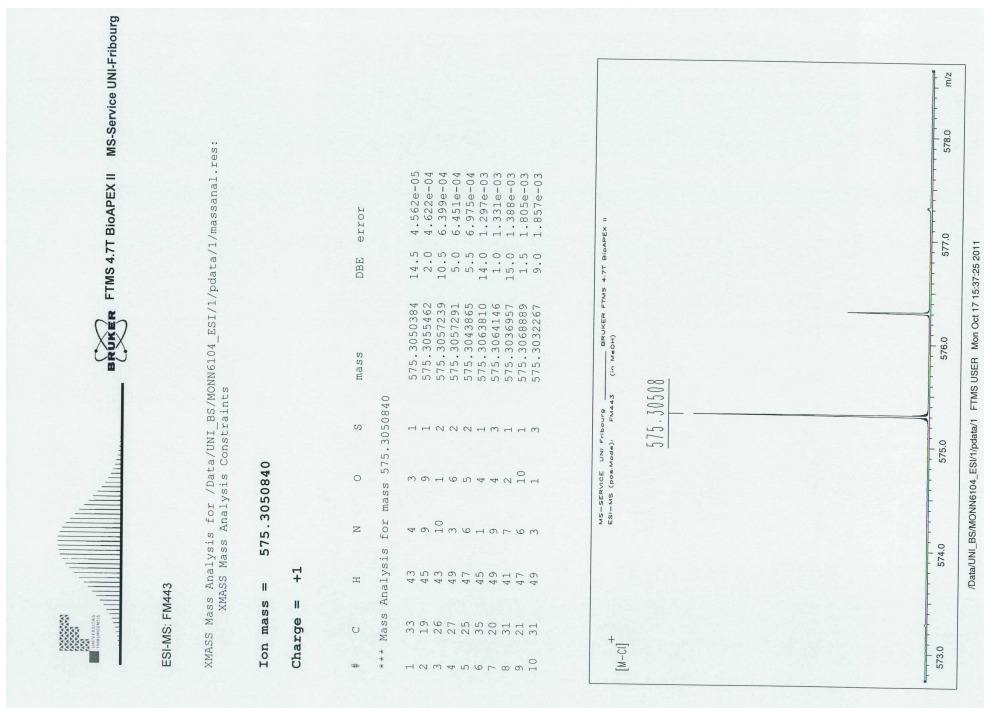 UNIVERSITAS
FRIBURGENSIS
BRUKER FTMS 4.7T BioAPEX II MS-Service UNI-Fribourg
ESI-MS: FM443
XMASS Mass Analysis for /Data/UNI_BS/MONN6104_ESI/1/pdata/1/massanal.res:
XMASS Mass Analysis Constraints
Ion mass = 575.3050840
Charge = +1
# C H N O S mass DBE error
*** Mass Analysis for mass 575.3050840
1 33 43 4 3 1 575.3050384 14.5 4.562e-05
2 19 45 9 9 1 575.3055462 2.0 4.622e-04
3 26 43 10 1 2 575.3057239 10.5 6.399e-04
4 27 49 3 6 2 575.3057291 5.0 6.451e-04
5 25 47 6 5 2 575.3043865 5.5 6.975e-04
6 35 45 1 4 1 575.3063810 14.0 1.297e-03
7 20 49 9 4 3 575.3064146 1.0 1.331e-03
8 31 41 7 2 1 575.3036957 15.0 1.388e-03
9 21 47 6 10 1 575.3068889 1.5 1.805e-03
10 31 49 3 1 3 575.3032267 9.0 1.857e-03
MS-SERVICE UNI Fribourg ___ BRUKER FTMS 4.7T BioAPEX II
ESI-MS (pos.Mode): FM443 (in MeOH)
[M-Cl]+
575.30508
573.0 574.0 575.0 576.0 577.0 578.0 m/z
/Data/UNI_BS/MONN6104_ESI/1/pdata/1 FTMS USER Mon Oct 17 15:37:25 2011